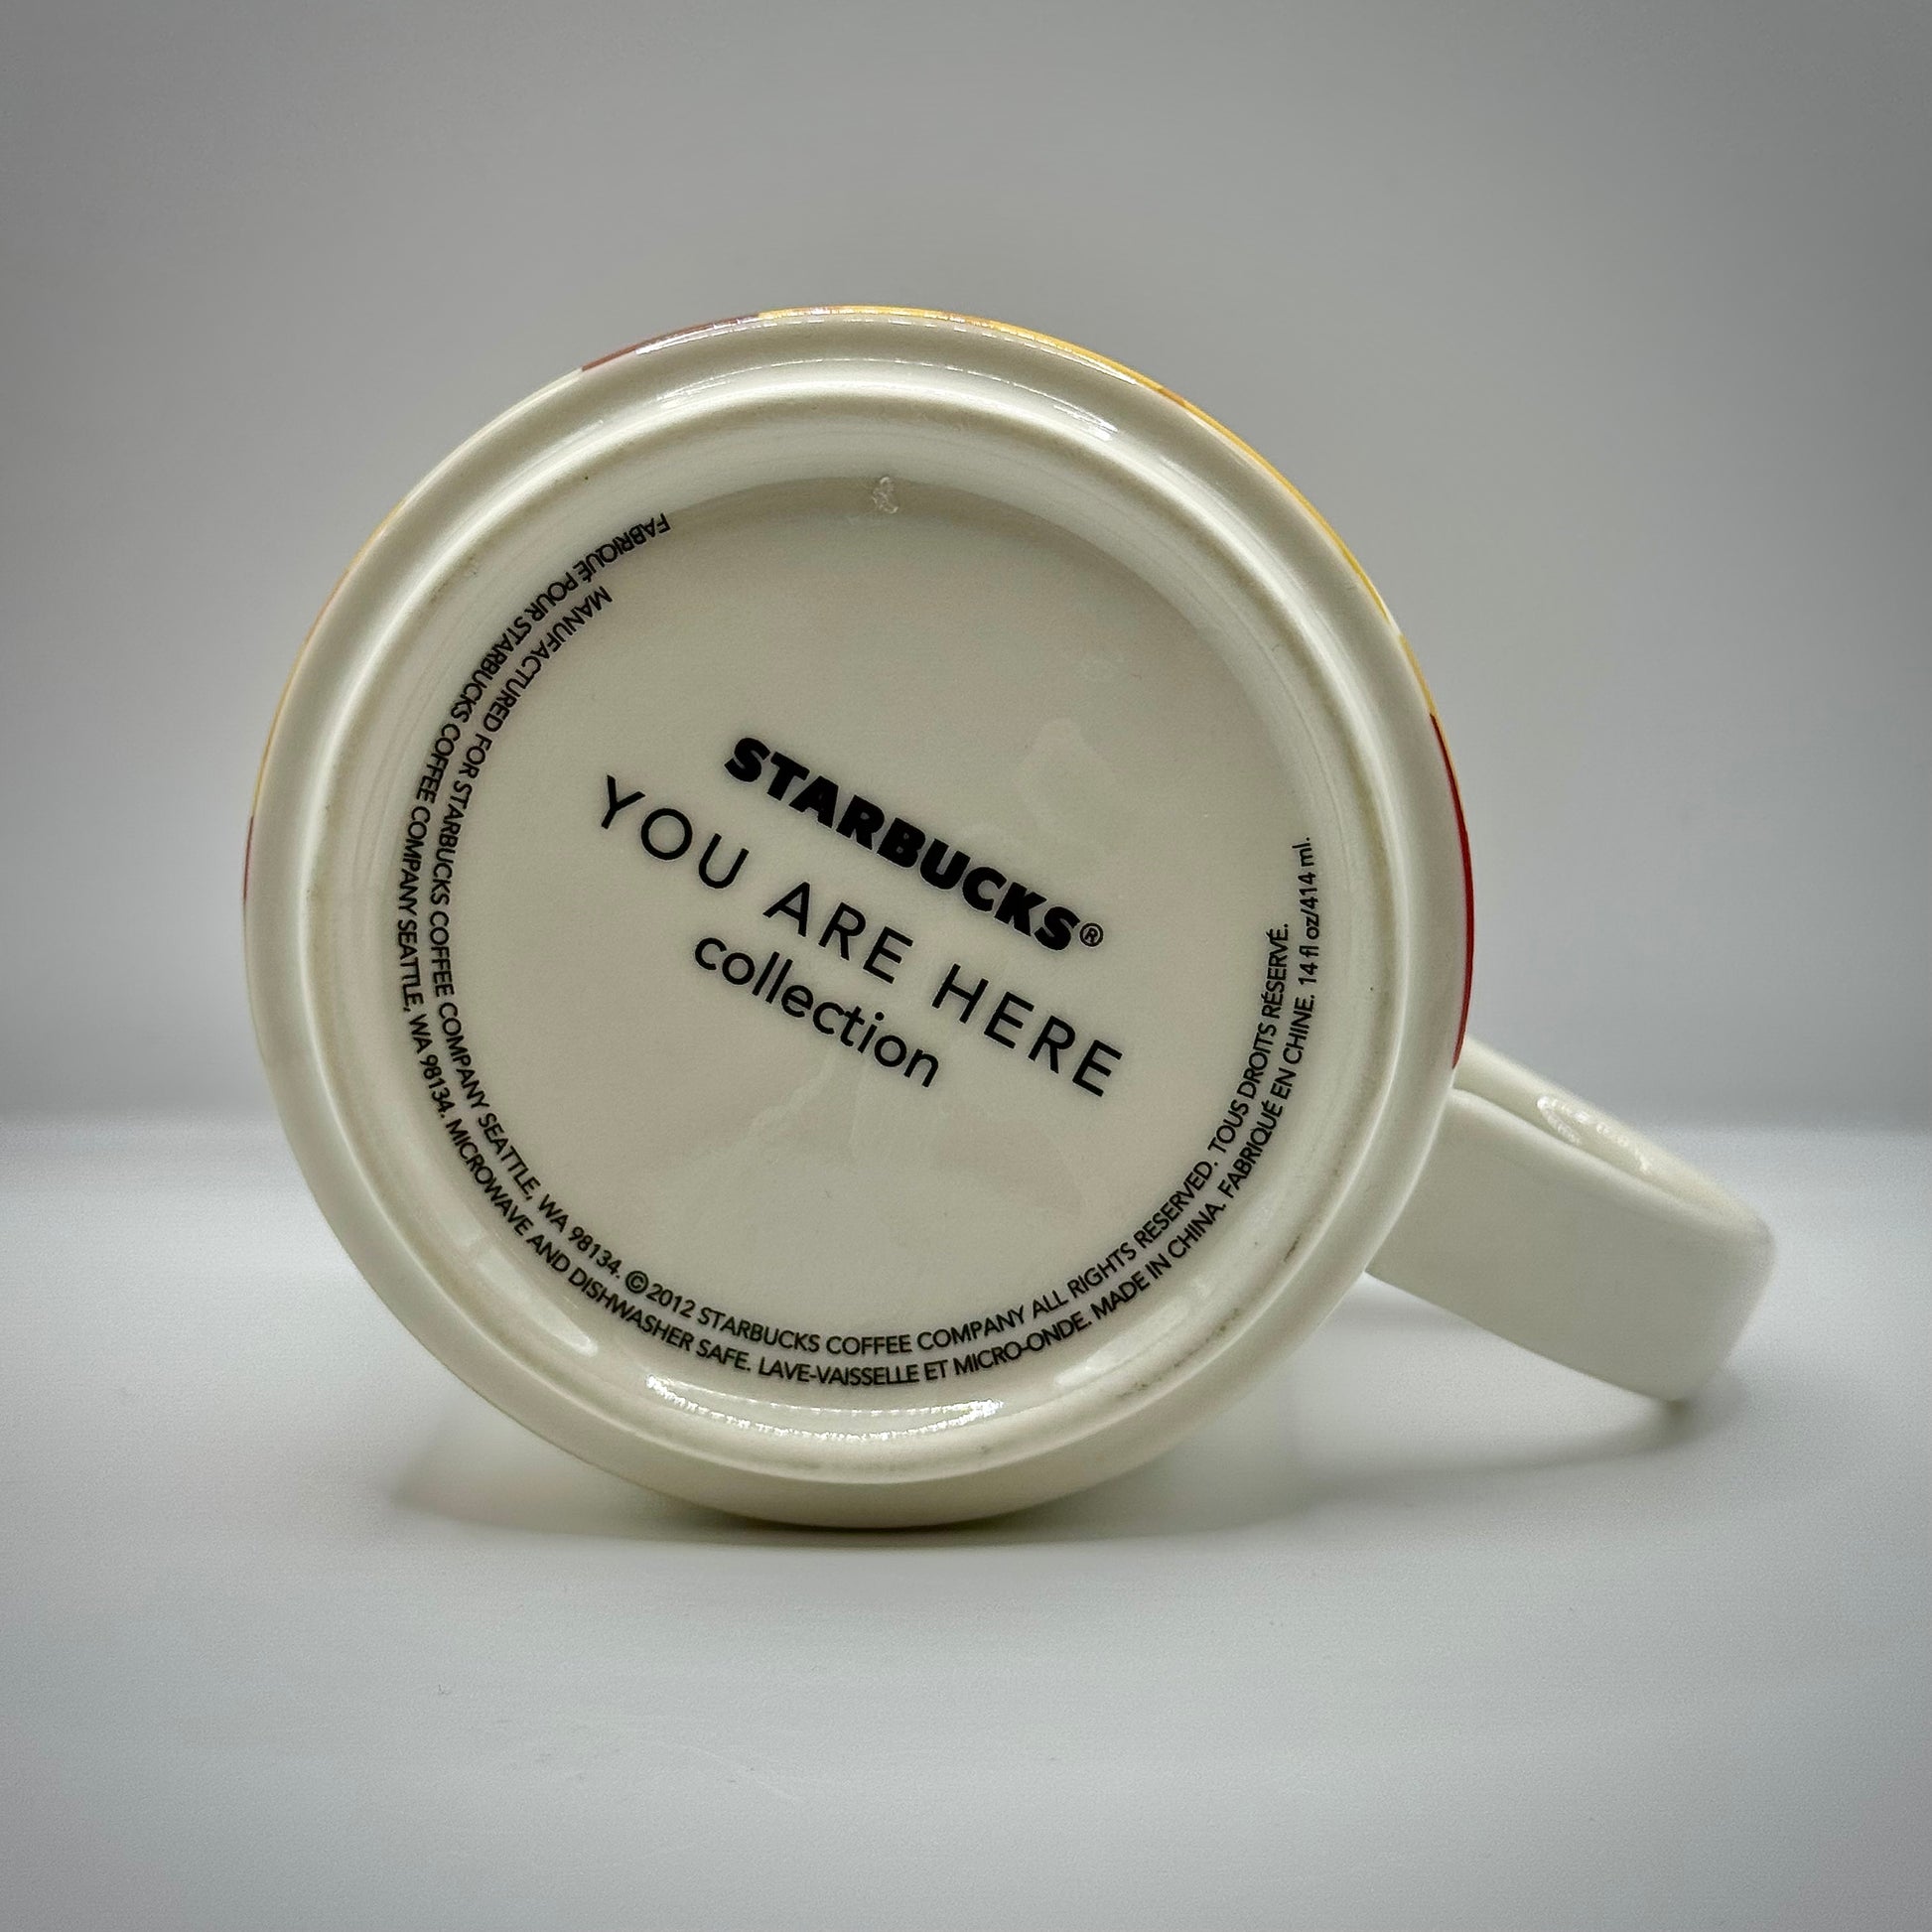 STARBUCKS®
YOU ARE HERE
collection
MANUFACTURED FOR STARBUCKS COFFEE COMPANY SEATTLE, WA 98134. ©2012 STARBUCKS COFFEE COMPANY ALL RIGHTS RESERVED. TOUS DROITS RÉSERVÉ.
FABRIQUÉ POUR STARBUCKS COFFEE COMPANY SEATTLE, WA 98134. MICROWAVE AND DISHWASHER SAFE. LAVE-VAISSELLE ET MICRO-ONDE. MADE IN CHINA. FABRIQUÉ EN CHINE. 14 fl oz/414 ml.